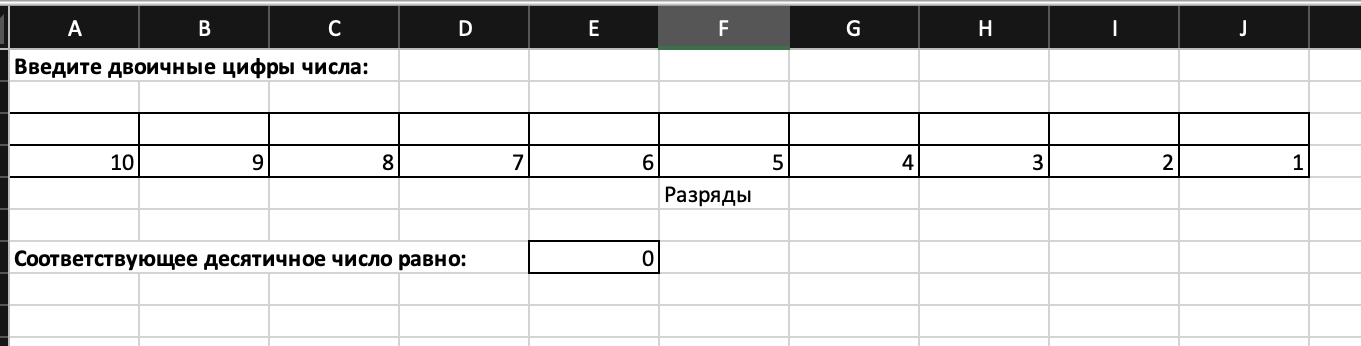 A B C D E F G H I J
Введите двоичные цифры числа:
10 9 8 7 6 5 4 3 2 1
Разряды
Соответствующее десятичное число равно: 0